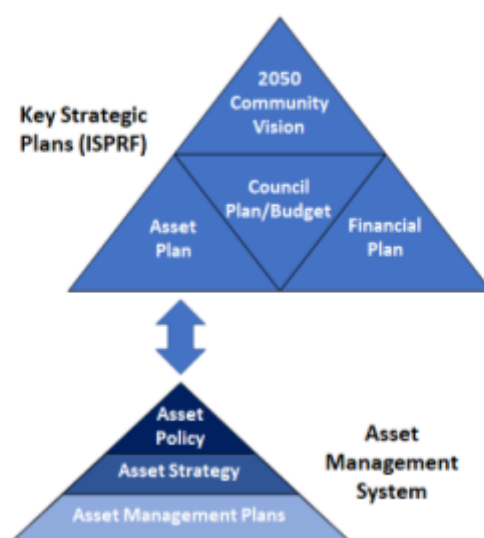 2050
Community
Vision
Key Strategic
Plans (ISPRF)
Council
Plan/Budget
Asset
Plan
Financial
Plan
Asset
Policy
Asset Strategy
Asset Management Plans
Asset
Management
System